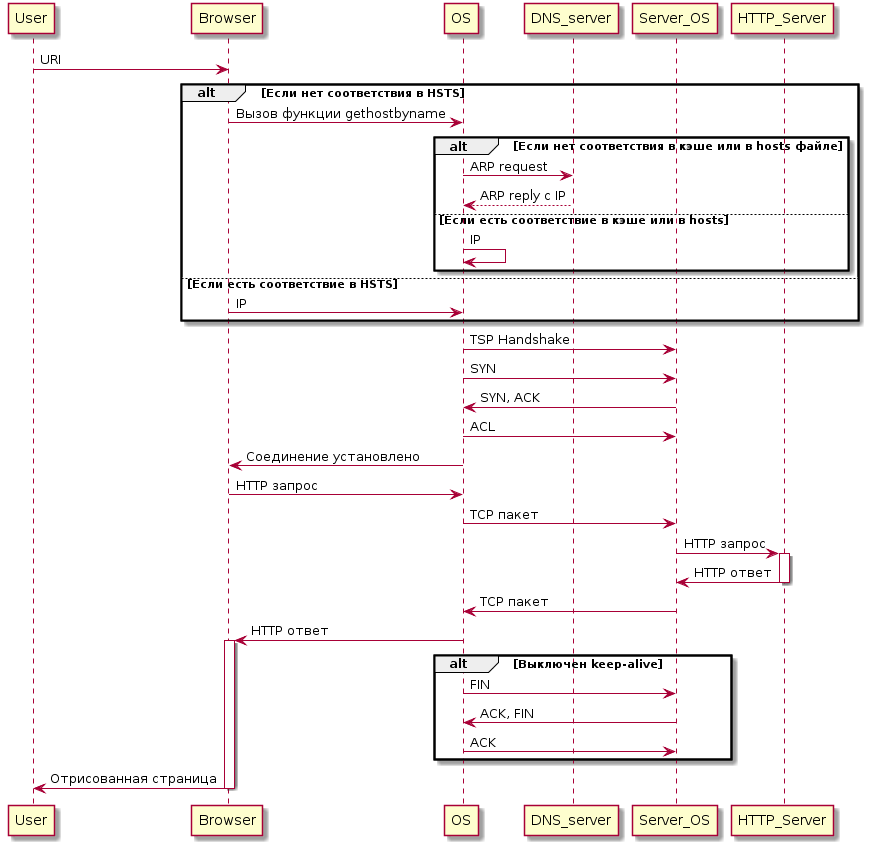 User Browser OS DNS_server Server_OS HTTP_Server
URI
alt [Если нет соответствия в HSTS]
Вызов функции gethostbyname
alt [Если нет соответствия в кэше или в hosts файле]
ARP request
ARP reply с IP
[Если есть соответствие в кэше или в hosts]
IP
[Если есть соответствие в HSTS]
IP
TSP Handshake
SYN
SYN, ACK
ACL
Соединение установлено
HTTP запрос
TCP пакет
HTTP запрос
HTTP ответ
TCP пакет
HTTP ответ
alt [Выключен keep-alive]
FIN
ACK, FIN
ACK
Отрисованная страница
User Browser OS DNS_server Server_OS HTTP_Server